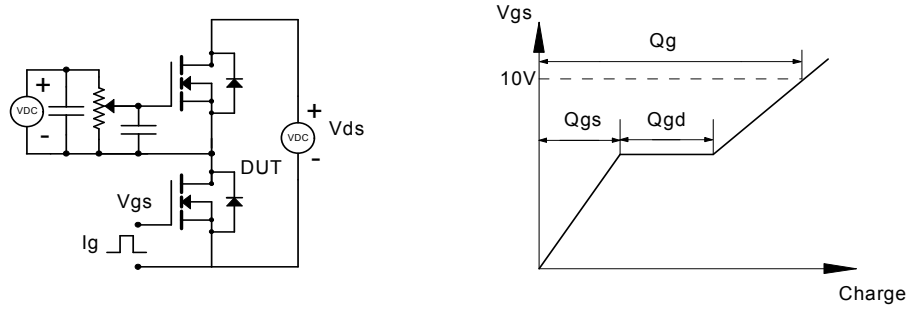 +
VDC
-
Vgs
Ig
DUT
+
VDC
-
Vds
Vgs
Qg
10V
Qgs
Qgd
Charge